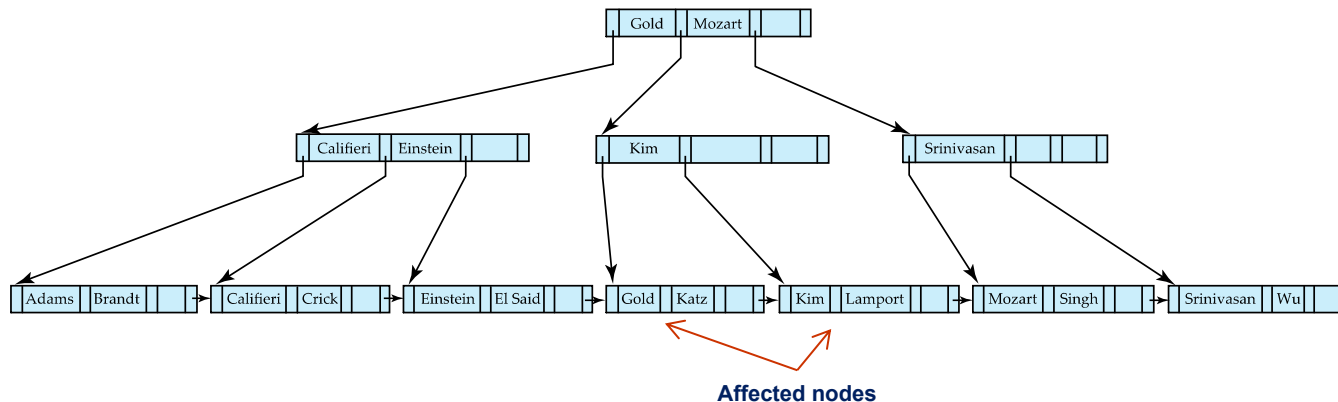 Gold Mozart
Califieri Einstein
Kim
Srinivasan
Adams Brandt
Califieri Crick
Einstein El Said
Gold Katz
Kim Lamport
Mozart Singh
Srinivasan Wu
Affected nodes